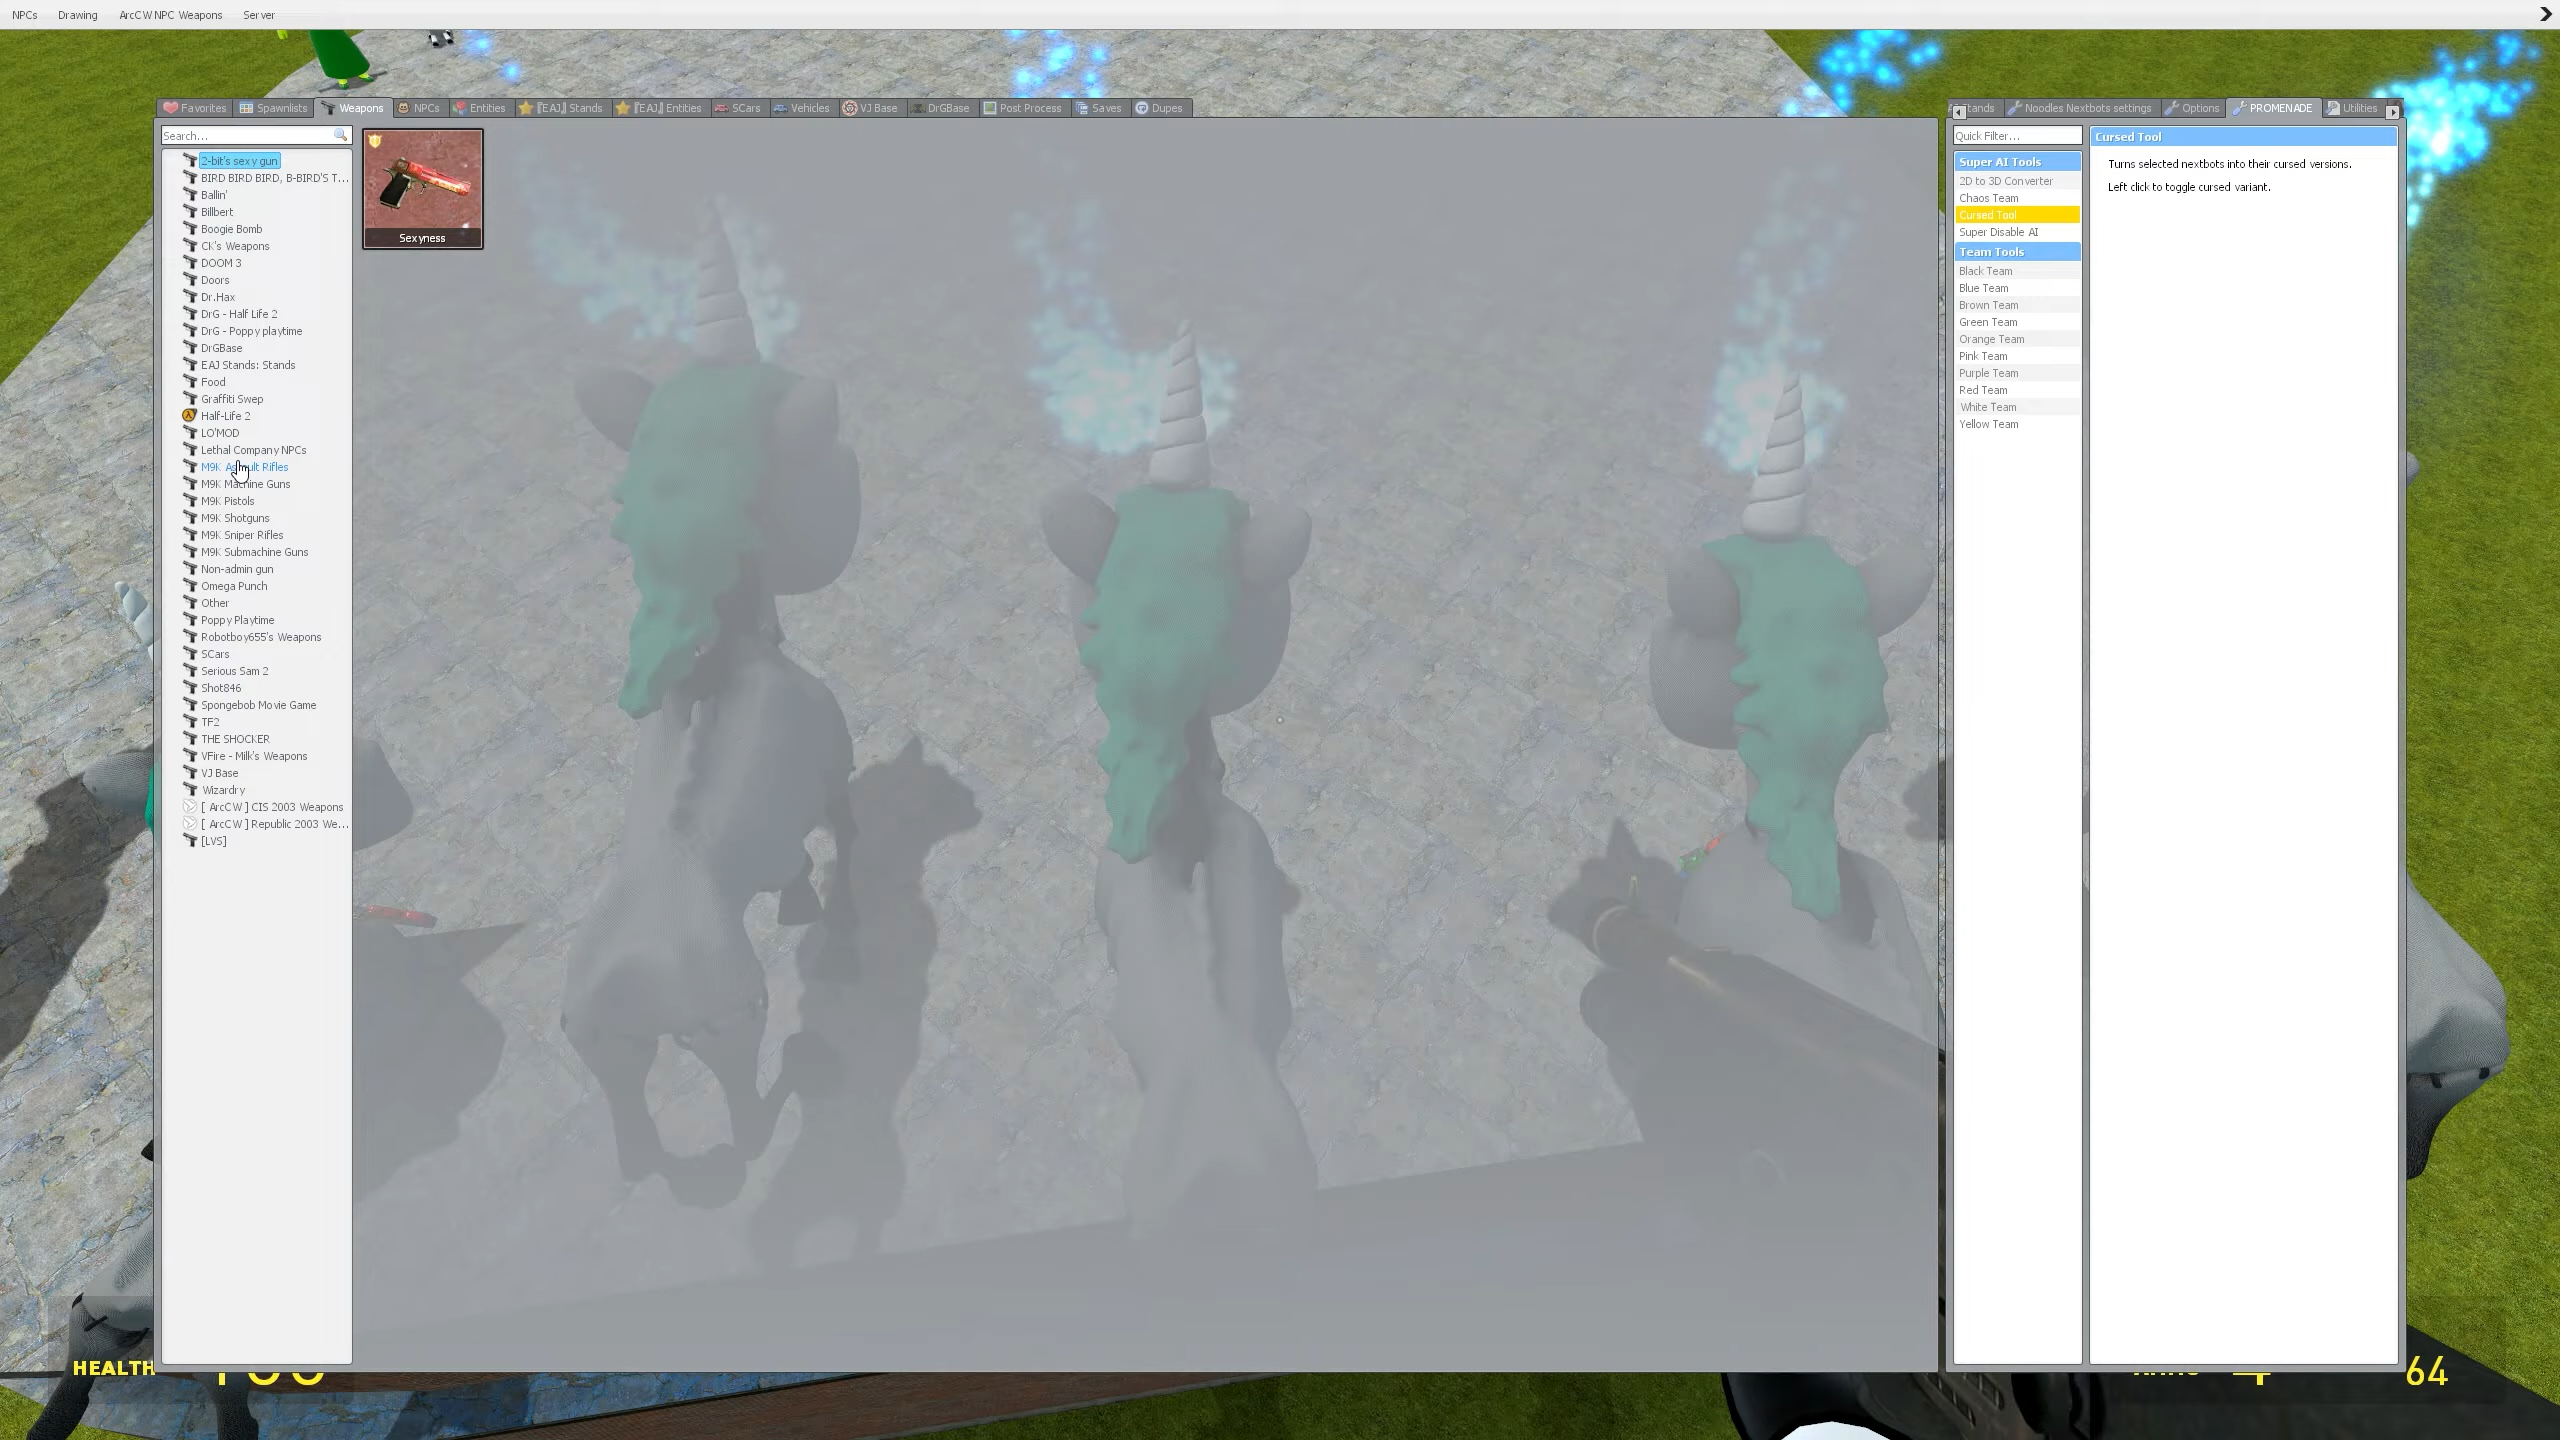 NPCs Drawing ArcCW NPC Weapons Server
Favorites Spawnlists Weapons NPCs Entities 『EAJ』 Stands 『EAJ』 Entities SCars Vehicles VJ Base DrGBase Post Process Saves Dupes
Search...
2-bit's sexy gun
BIRD BIRD BIRD, B-BIRD'S T...
Ballin'
Billbert
Boogie Bomb
CK's Weapons
DOOM 3
Doors
Dr.Hax
DrG - Half Life 2
DrG - Poppy playtime
DrGBase
EAJ Stands: Stands
Food
Graffiti Swep
Half-Life 2
LO'MOD
Lethal Company NPCs
M9K Assault Rifles
M9K Machine Guns
M9K Pistols
M9K Shotguns
M9K Sniper Rifles
M9K Submachine Guns
Non-admin gun
Omega Punch
Other
Poppy Playtime
Robotboy655's Weapons
SCars
Serious Sam 2
Shot846
Spongebob Movie Game
TF2
THE SHOCKER
VFire - Milk's Weapons
VJ Base
Wizardry
[ ArcCW ] CIS 2003 Weapons
[ ArcCW ] Republic 2003 We...
[LVS]
Sexyness
Stands Noodles Nextbots settings Options PROMENADE Utilities
Quick Filter...
Super AI Tools
2D to 3D Converter
Chaos Team
Cursed Tool
Super Disable AI
Team Tools
Black Team
Blue Team
Brown Team
Green Team
Orange Team
Pink Team
Purple Team
Red Team
White Team
Yellow Team
Cursed Tool
Turns selected nextbots into their cursed versions.
Left click to toggle cursed variant.
HEALTH
64